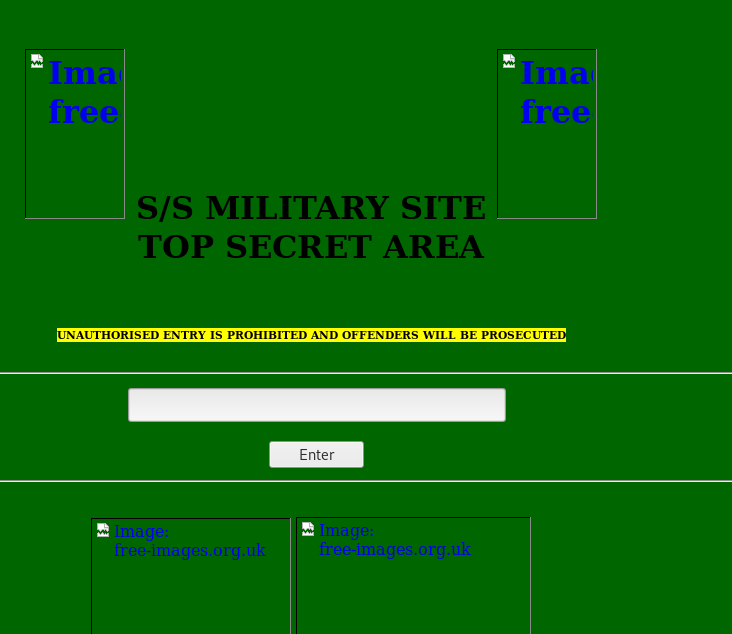 Imag
free
Imag
free
S/S MILITARY SITE
TOP SECRET AREA
UNAUTHORISED ENTRY IS PROHIBITED AND OFFENDERS WILL BE PROSECUTED
Enter
Image:
free-images.org.uk
Image:
free-images.org.uk